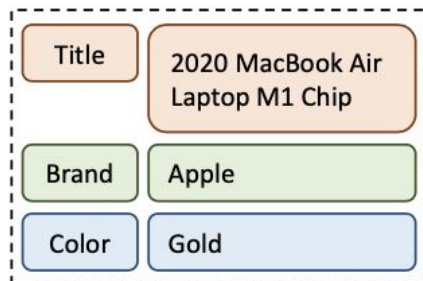 Title
2020 MacBook Air
Laptop M1 Chip
Brand
Apple
Color
Gold